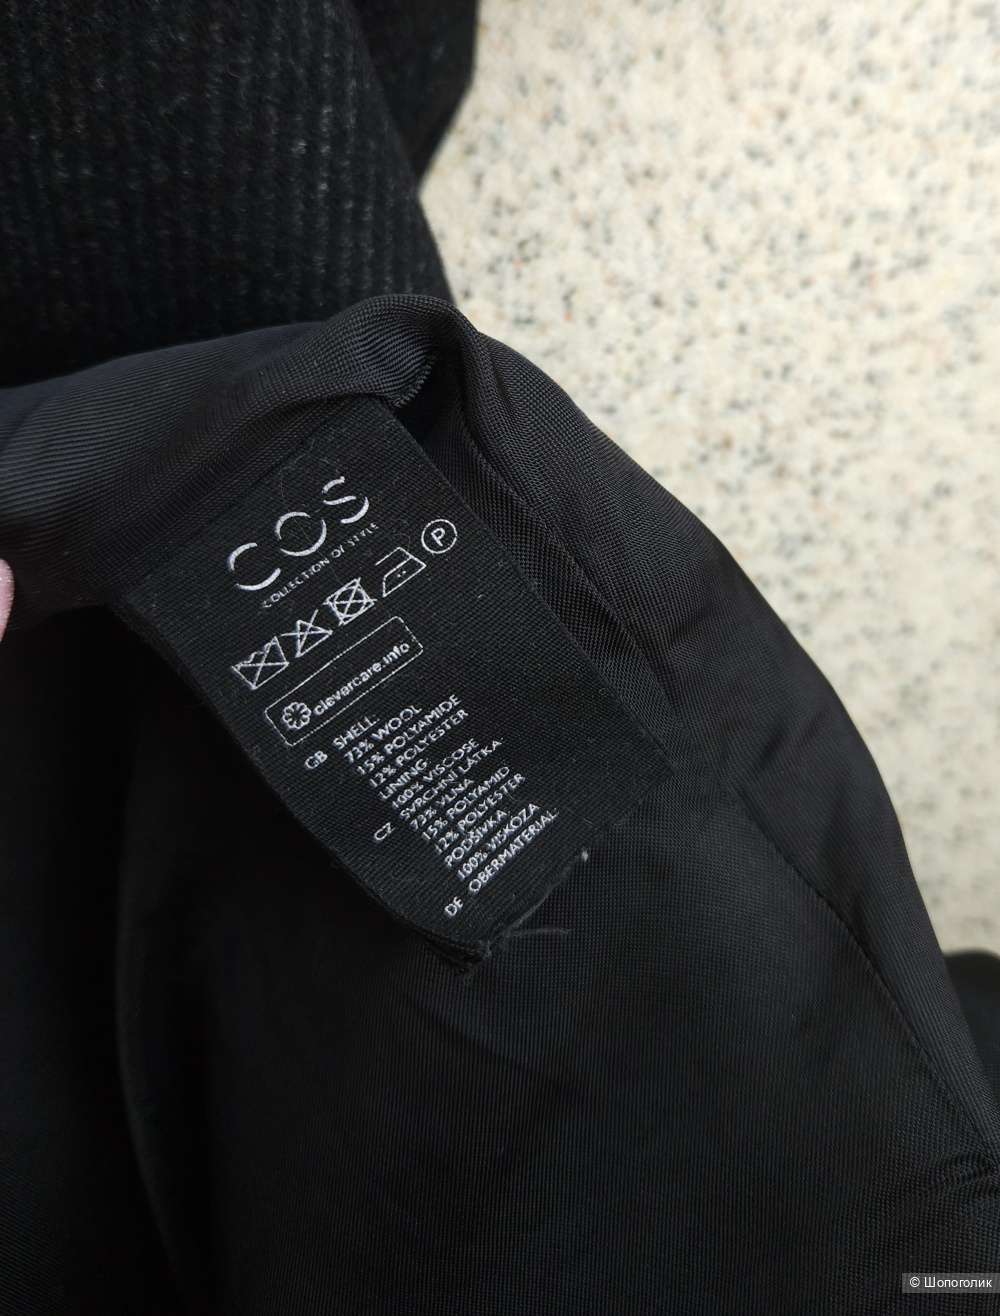 COS
COLLECTION OF STYLE
P
clevercare.info
GB SHELL
73% WOOL
15% POLYAMIDE
12% POLYESTER
LINING
100% VISCOSE
CZ SVRCHNÍ LÁTKA:
73% VLNA
15% POLYAMID
12% POLYESTER
PODŠÍVKA
100% VISKÓZA
DE OBERMATERIAL
© Шопоголик